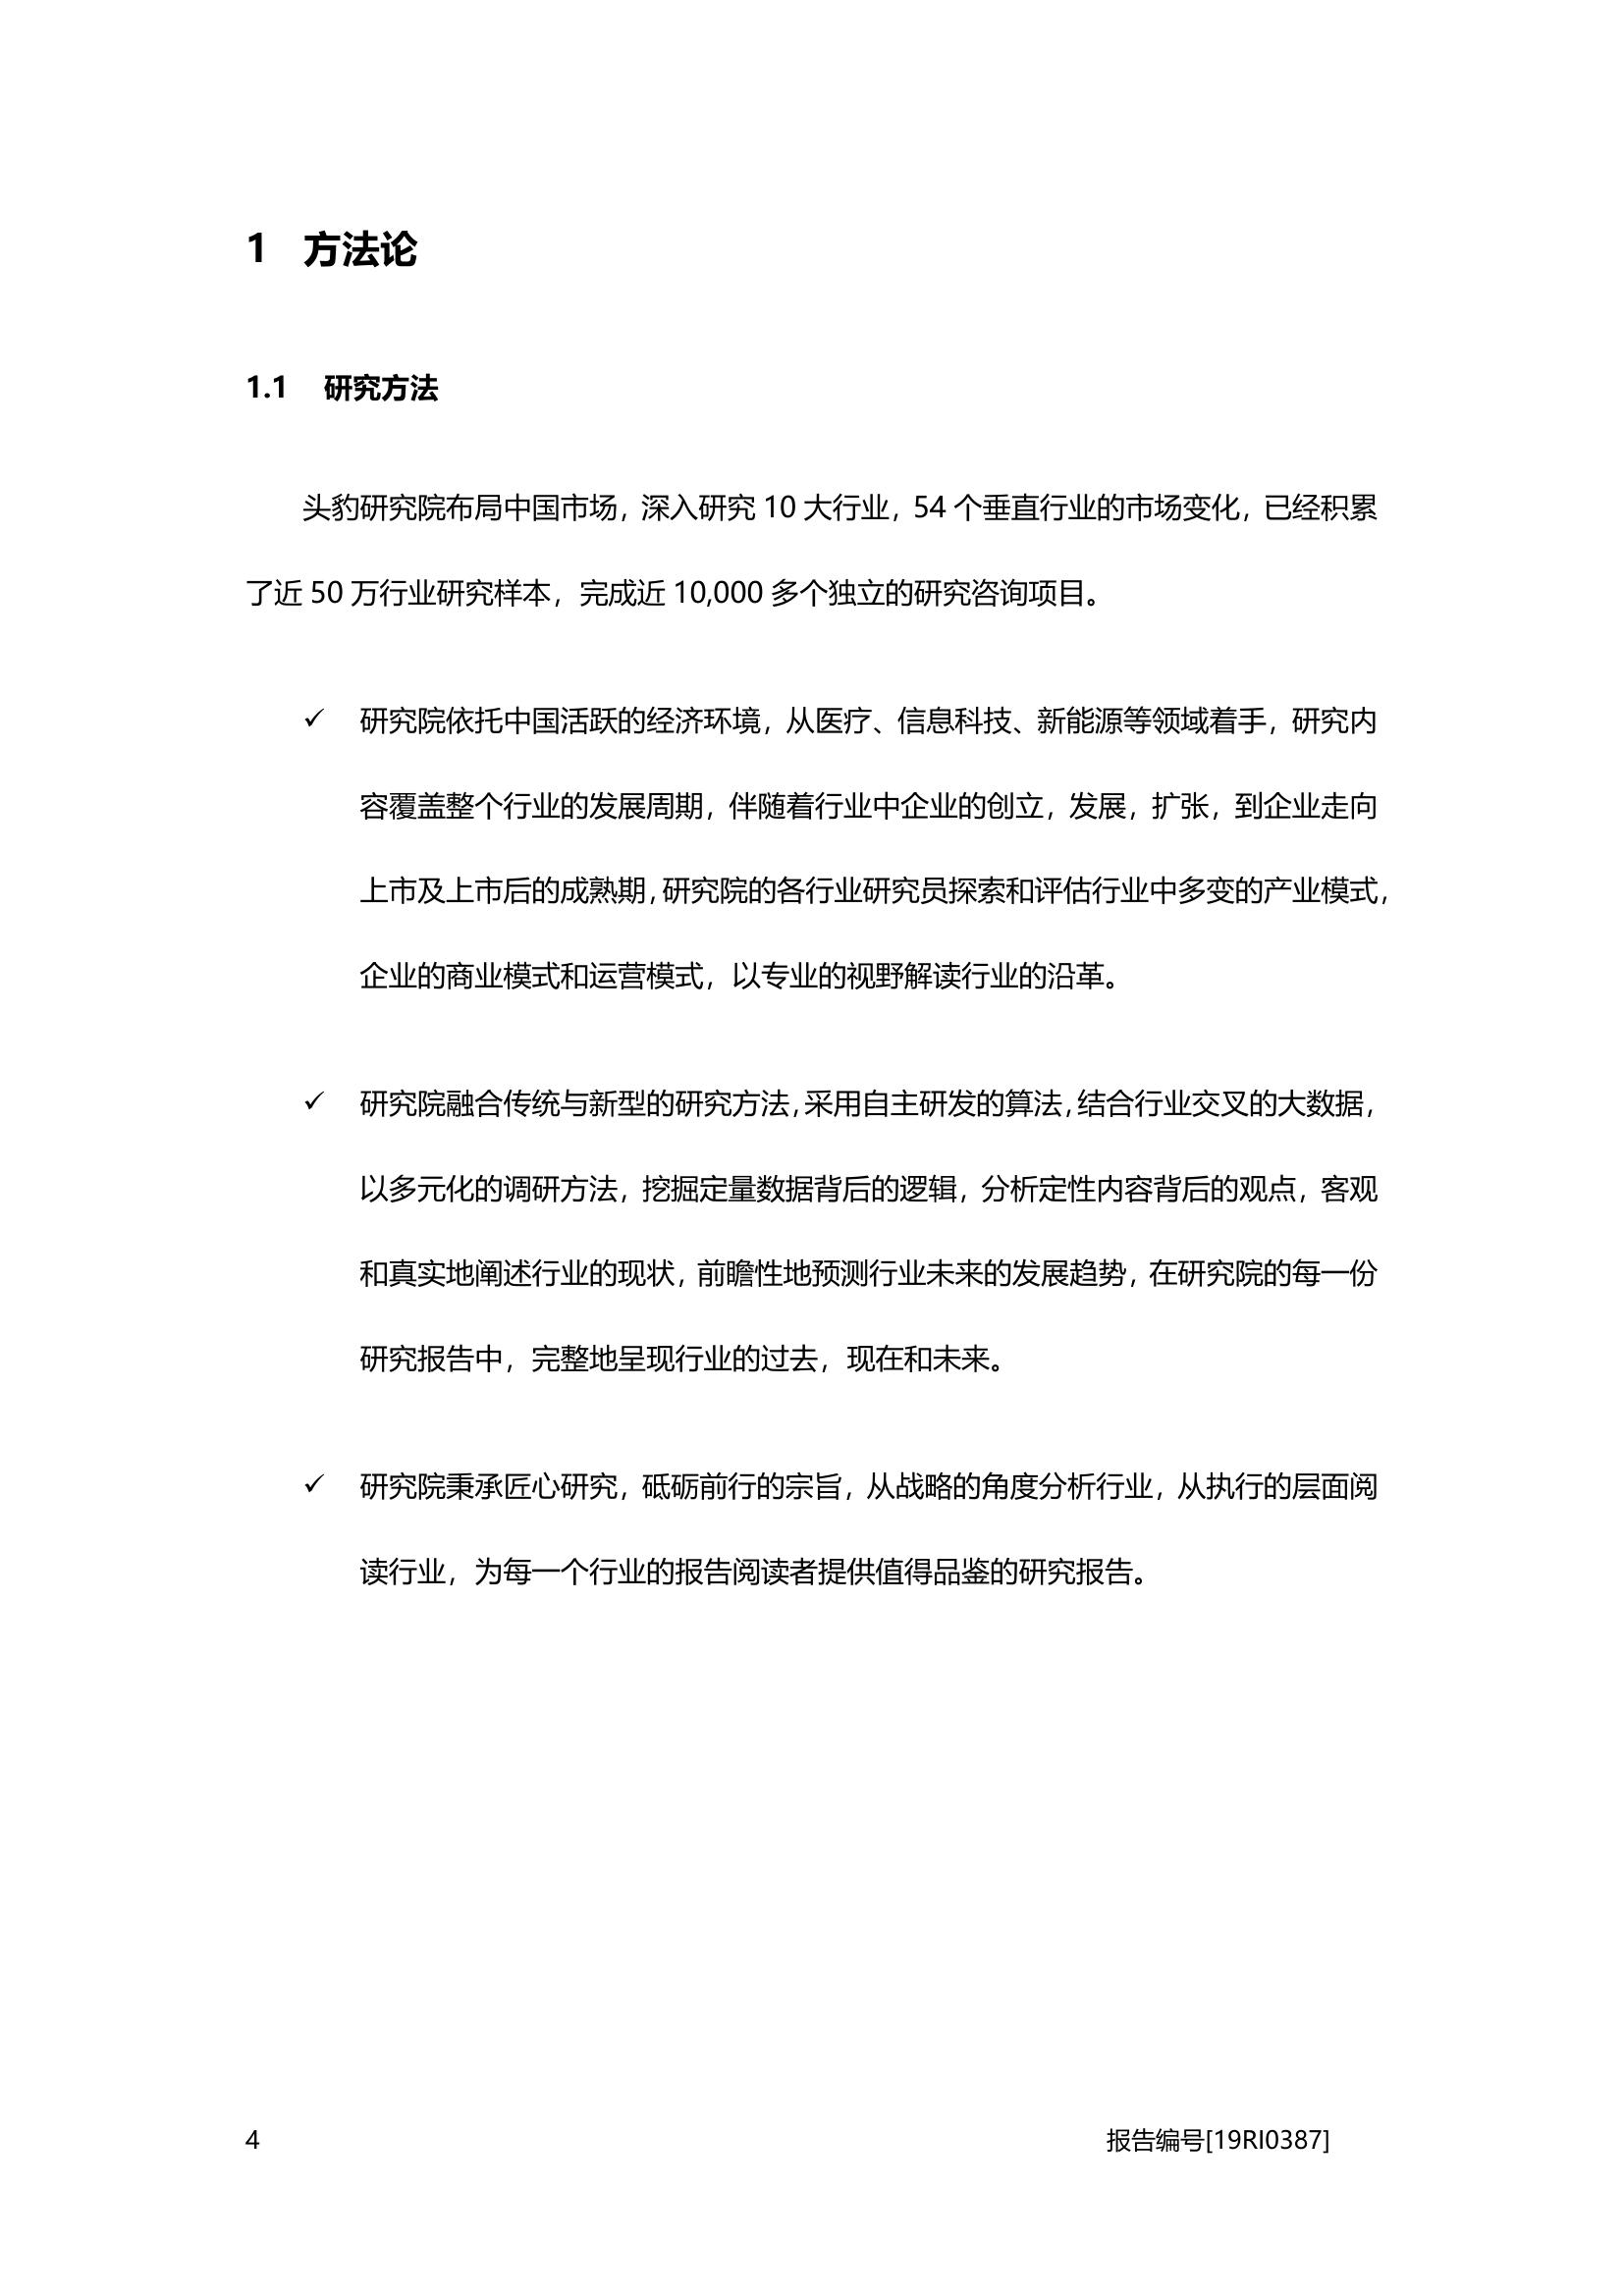 1 方法论
1.1 研究方法
头豹研究院布局中国市场，深入研究 10 大行业，54 个垂直行业的市场变化，已经积累
了近 50 万行业研究样本，完成近 10,000 多个独立的研究咨询项目。
✓ 研究院依托中国活跃的经济环境，从医疗、信息科技、新能源等领域着手，研究内
容覆盖整个行业的发展周期，伴随着行业中企业的创立，发展，扩张，到企业走向
上市及上市后的成熟期，研究院的各行业研究员探索和评估行业中多变的产业模式，
企业的商业模式和运营模式，以专业的视野解读行业的沿革。
✓ 研究院融合传统与新型的研究方法，采用自主研发的算法，结合行业交叉的大数据，
以多元化的调研方法，挖掘定量数据背后的逻辑，分析定性内容背后的观点，客观
和真实地阐述行业的现状，前瞻性地预测行业未来的发展趋势，在研究院的每一份
研究报告中，完整地呈现行业的过去，现在和未来。
✓ 研究院秉承匠心研究，砥砺前行的宗旨，从战略的角度分析行业，从执行的层面阅
读行业，为每一个行业的报告阅读者提供值得品鉴的研究报告。
4 报告编号[19RI0387]